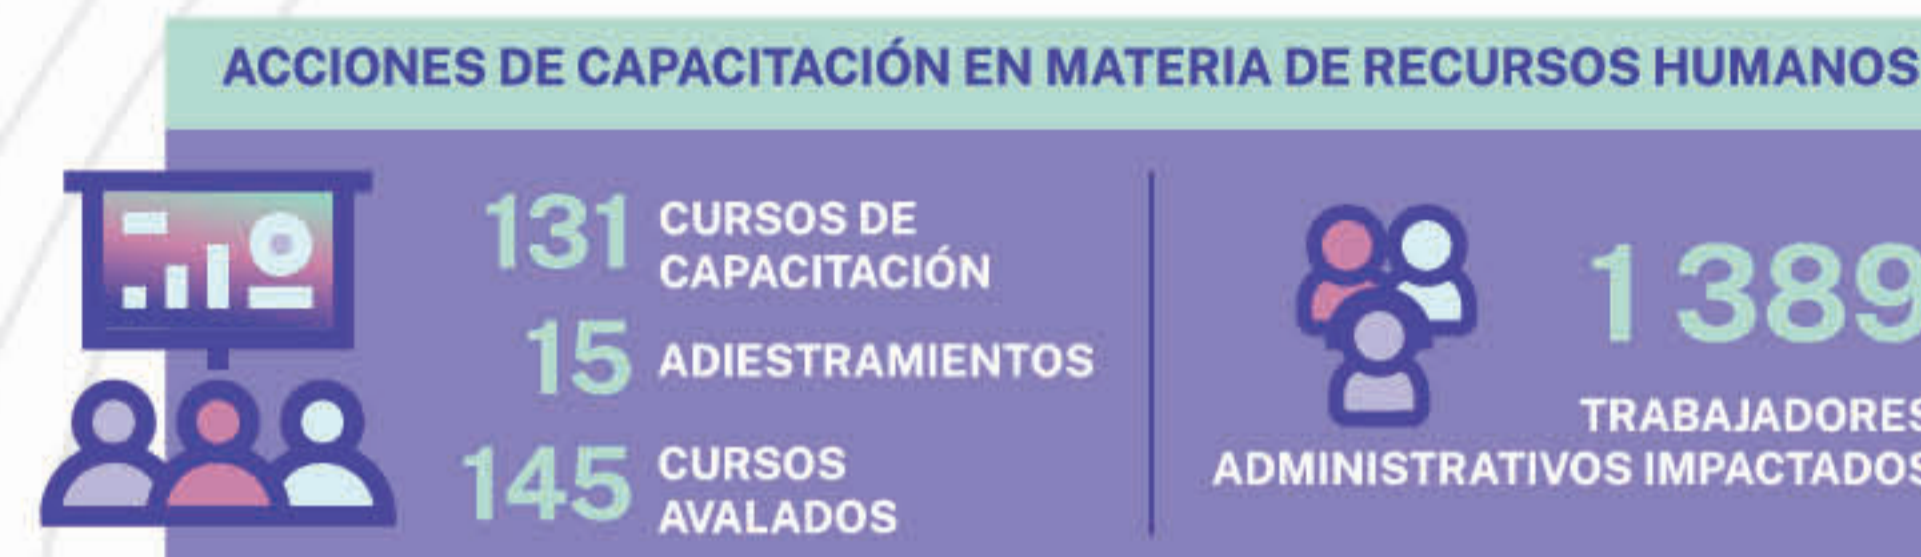 ACCIONES DE CAPACITACIÓN EN MATERIA DE RECURSOS HUMANOS
131 CURSOS DE
CAPACITACIÓN
15 ADIESTRAMIENTOS
145 CURSOS
AVALADOS
1 389
TRABAJADORES
ADMINISTRATIVOS IMPACTADOS